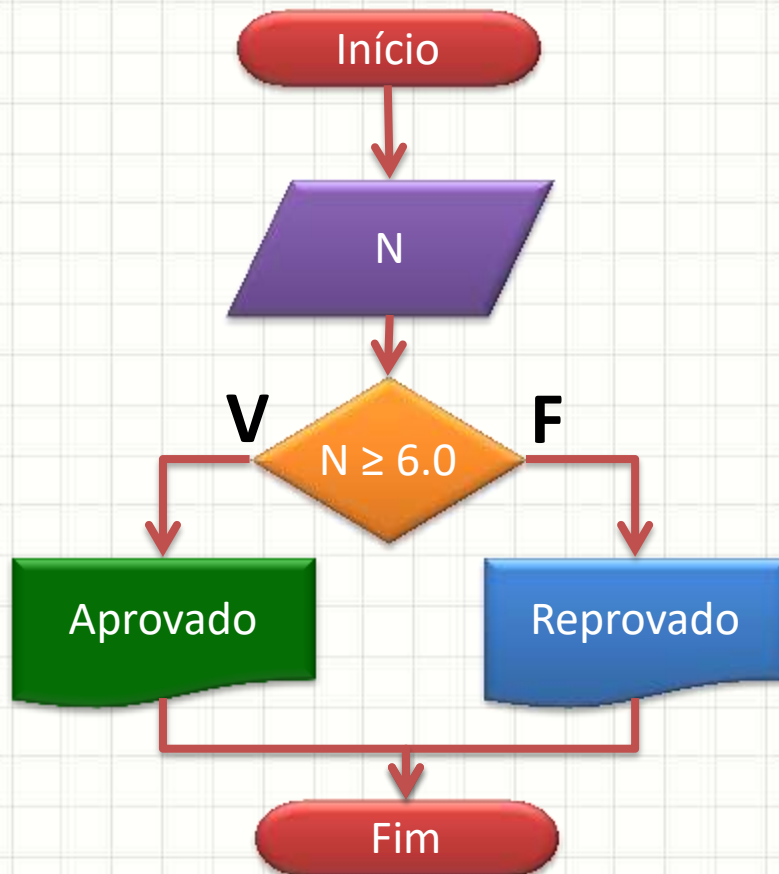 Início
N
V
F
N ≥ 6.0
Aprovado
Reprovado
Fim